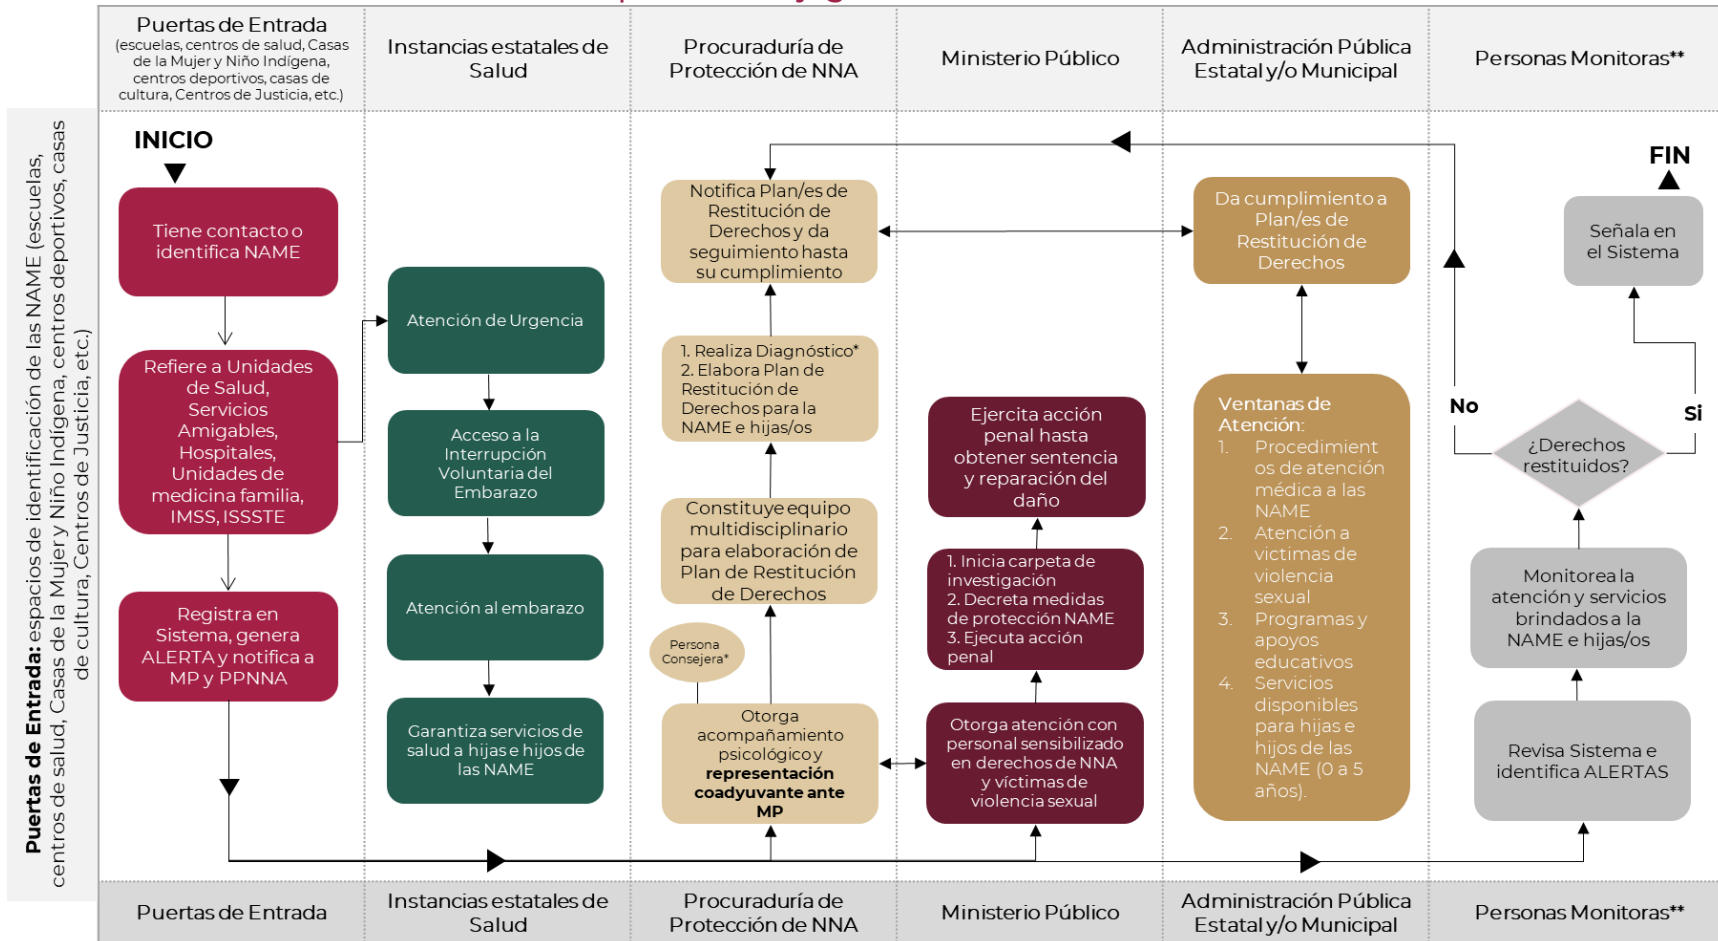 Puertas de Entrada
(escuelas, centros de salud, Casas
de la Mujer y Niño Indígena,
centros deportivos, casas de
cultura, Centros de Justicia, etc.)
Instancias estatales de
Salud
Procuraduría de
Protección de NNA
Ministerio Público
Administración Pública
Estatal y/o Municipal
Personas Monitoras**
Puertas de Entrada: espacios de identificación de las NAME (escuelas,
centros de salud, Casas de la Mujer y Niño Indígena, centros deportivos, casas
de cultura, Centros de Justicia, etc.)
INICIO
Tiene contacto o
identifica NAME
Refiere a Unidades
de Salud,
Servicios
Amigables,
Hospitales,
Unidades de
medicina familia,
IMSS, ISSSTE
Registra en
Sistema, genera
ALERTA y notifica a
MP y PPNNA
Atención de Urgencia
Acceso a la
Interrupción
Voluntaria del
Embarazo
Atención al embarazo
Garantiza servicios de
salud a hijas e hijos de
las NAME
Notifica Plan/es de
Restitución de
Derechos y da
seguimiento hasta
su cumplimiento
1. Realiza Diagnóstico*
2. Elabora Plan de
Restitución de
Derechos para la
NAME e hijas/os
Constituye equipo
multidisciplinario
para elaboración de
Plan de Restitución
de Derechos
Persona
Consejera*
Otorga
acompañamiento
psicológico y
representación
coadyuvante ante
MP
Ejercita acción
penal hasta
obtener sentencia
y reparación del
daño
1. Inicia carpeta de
investigación
2. Decreta medidas
de protección NAME
3. Ejecuta acción
penal
Otorga atención con
personal sensibilizado
en derechos de NNA
y víctimas de
violencia sexual
Da cumplimiento a
Plan/es de
Restitución de
Derechos
Ventanas de
Atención:
1. Procedimient
os de atención
médica a las
NAME
2. Atención a
victimas de
violencia
sexual
3. Programas y
apoyos
educativos
4. Servicios
disponibles
para hijas e
hijos de las
NAME (0 a 5
años).
FIN
Señala en
el Sistema
No
Si
¿Derechos
restituidos?
Monitorea la
atención y servicios
brindados a la
NAME e hijas/os
Revisa Sistema e
identifica ALERTAS
Puertas de Entrada
Instancias estatales de
Salud
Procuraduría de
Protección de NNA
Ministerio Público
Administración Pública
Estatal y/o Municipal
Personas Monitoras**